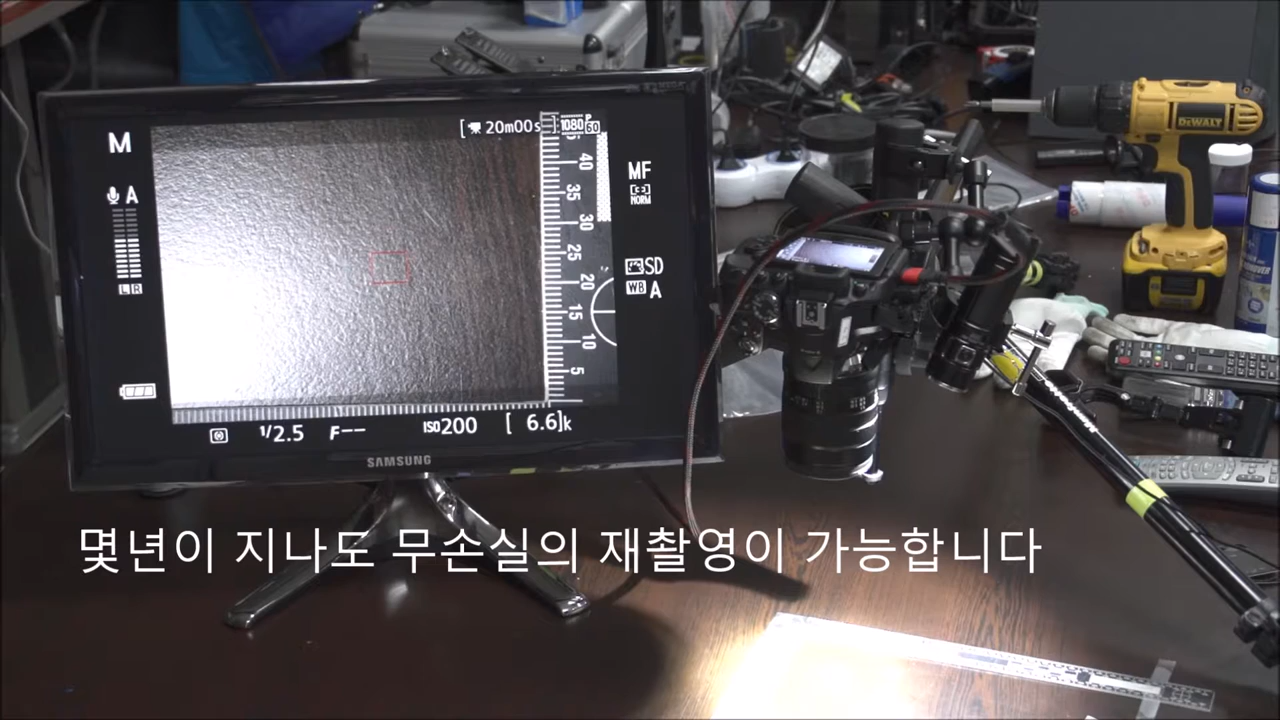 M
[ 20m00s ] 1080 P 60
MF
A
NORM
40
35
30
25
SD
20
WB A
L R
15
10
5
1/2.5 F-- ISO200 [ 6.6]k
SAMSUNG
DEWALT
몇년이 지나도 무손실의 재촬영이 가능합니다